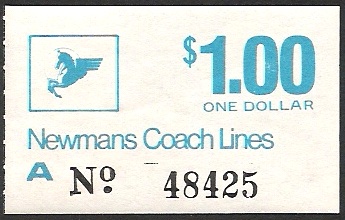 $1.00
ONE DOLLAR
Newmans Coach Lines
A Nº 48425